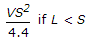 VS²
4.4 if L < S